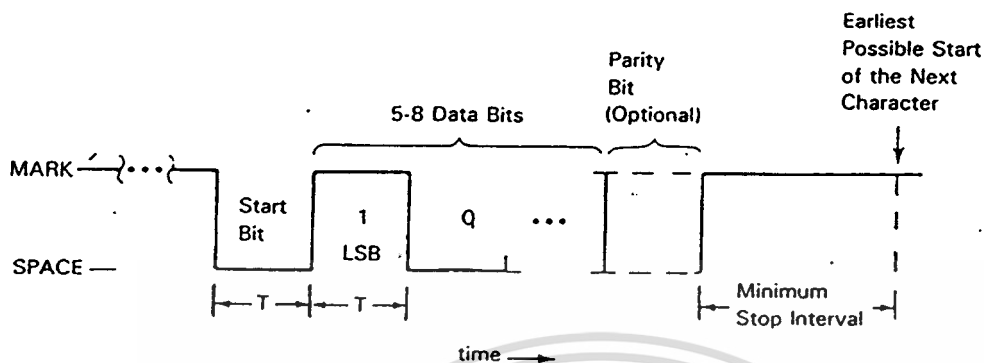 Earliest
Possible Start
of the Next
Character
Parity
Bit
(Optional)
5-8 Data Bits
MARK
Start
Bit
1
LSB
0
SPACE
T
T
Minimum
Stop Interval
time